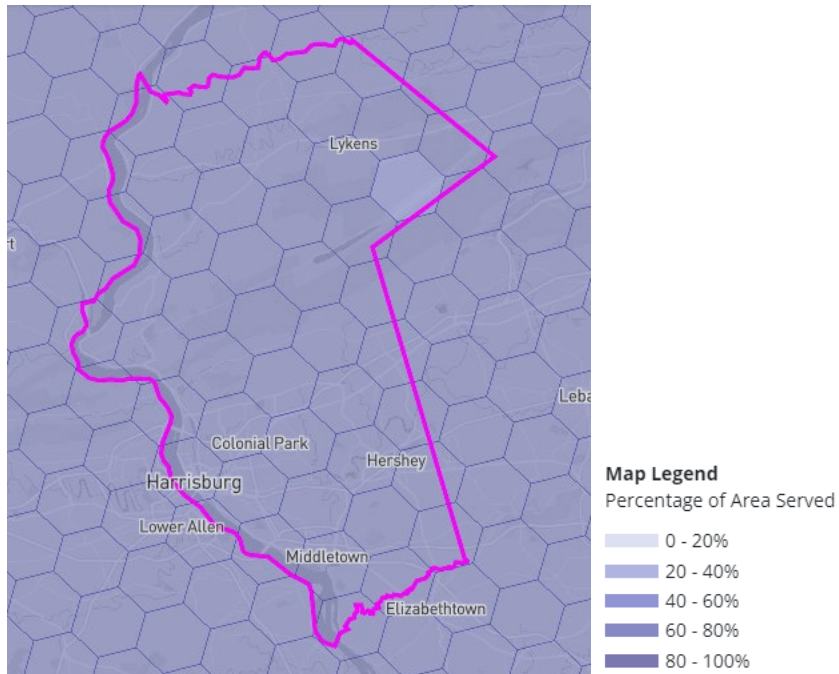 Lykens
rt
Leba
Colonial Park
Hershey
Harrisburg
Lower Allen
Middletown
Elizabethtown
Map Legend
Percentage of Area Served
0 - 20%
20 - 40%
40 - 60%
60 - 80%
80 - 100%